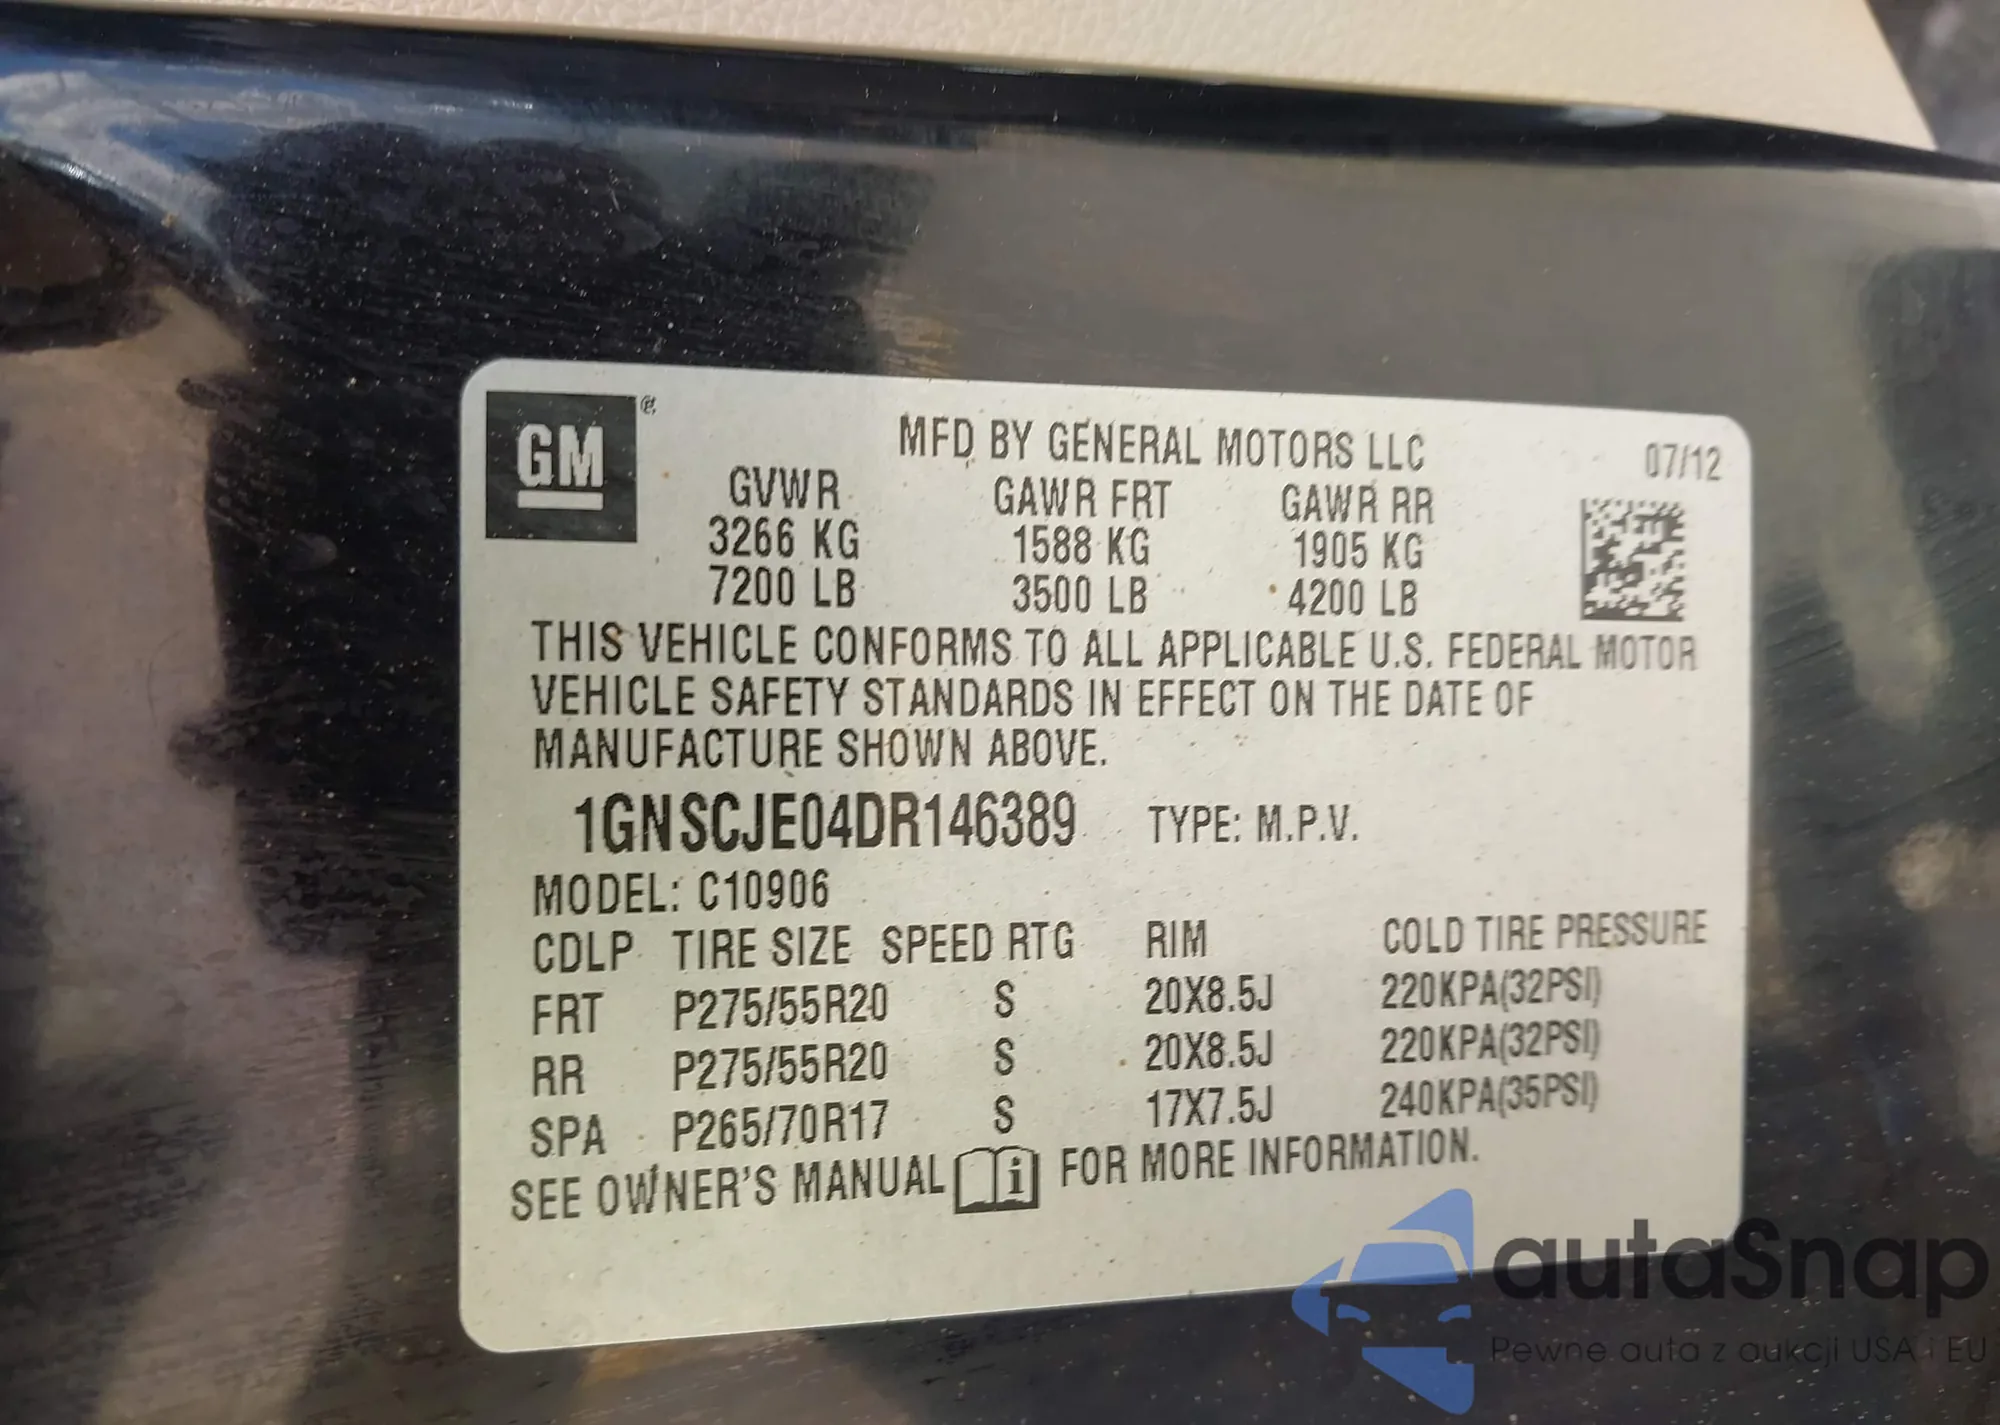 GM ®
MFD BY GENERAL MOTORS LLC 07/12
GVWR GAWR FRT GAWR RR
3266 KG 1588 KG 1905 KG
7200 LB 3500 LB 4200 LB
THIS VEHICLE CONFORMS TO ALL APPLICABLE U.S. FEDERAL MOTOR
VEHICLE SAFETY STANDARDS IN EFFECT ON THE DATE OF
MANUFACTURE SHOWN ABOVE.
1GNSCJE04DR146389 TYPE: M.P.V.
MODEL: C10906
CDLP TIRE SIZE SPEED RTG RIM COLD TIRE PRESSURE
FRT P275/55R20 S 20X8.5J 220KPA(32PSI)
RR P275/55R20 S 20X8.5J 220KPA(32PSI)
SPA P265/70R17 S 17X7.5J 240KPA(35PSI)
SEE OWNER'S MANUAL i FOR MORE INFORMATION.
autaSnap
Pewne auta z aukcji USA i EU